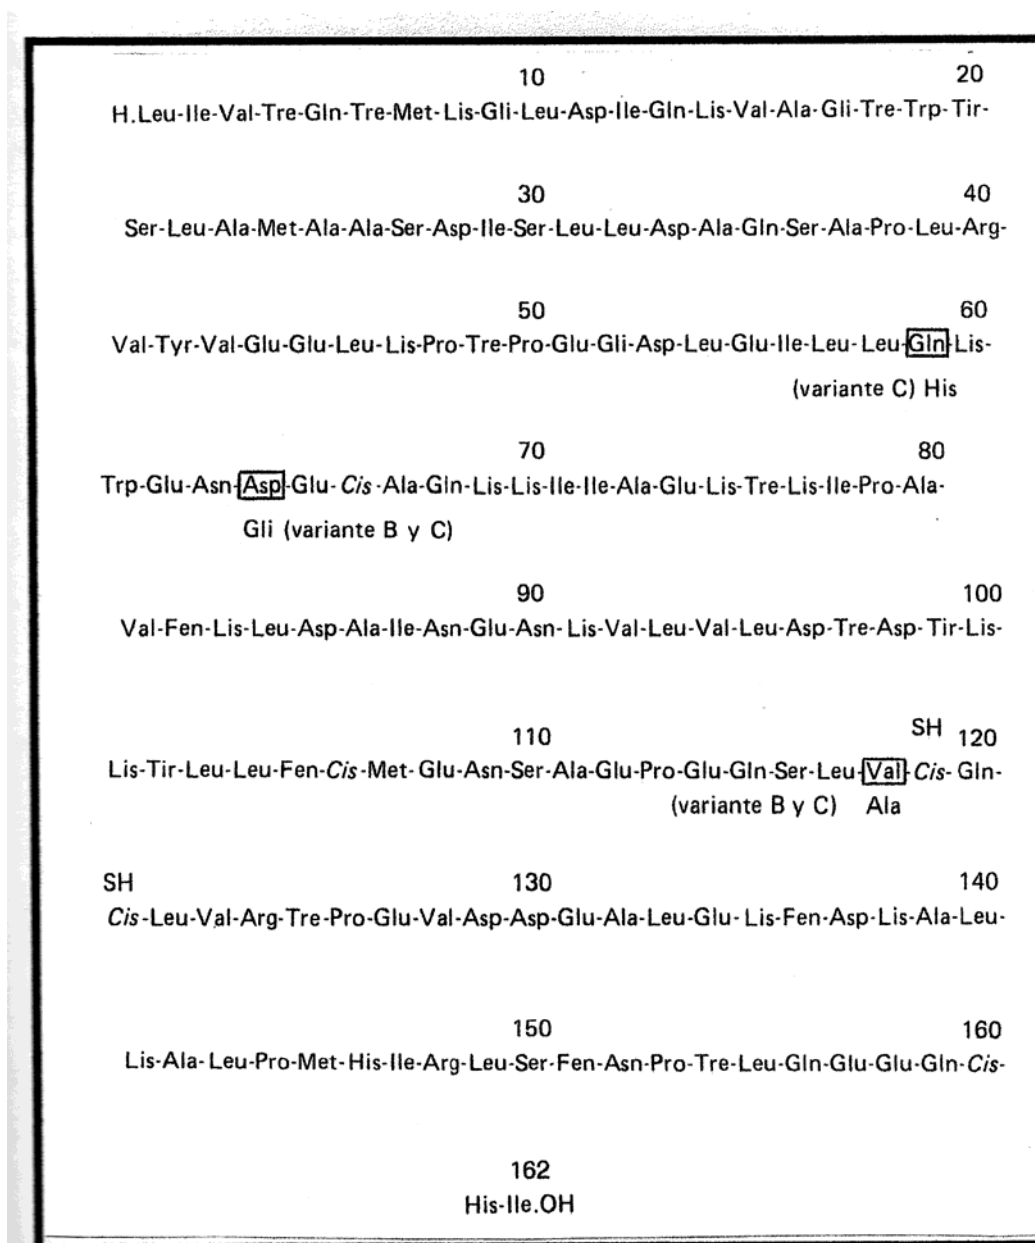 10 20
H.Leu-Ile-Val-Tre-Gln-Tre-Met-Lis-Gli-Leu-Asp-Ile-Gln-Lis-Val-Ala-Gli-Tre-Trp-Tir-
30 40
Ser-Leu-Ala-Met-Ala-Ala-Ser-Asp-Ile-Ser-Leu-Leu-Asp-Ala-Gln-Ser-Ala-Pro-Leu-Arg-
50 60
Val-Tyr-Val-Glu-Glu-Leu-Lis-Pro-Tre-Pro-Glu-Gli-Asp-Leu-Glu-Ile-Leu-Leu-Gln-Lis-
(variante C) His
70 80
Trp-Glu-Asn-Asp-Glu-Cis-Ala-Gln-Lis-Lis-Ile-Ile-Ala-Glu-Lis-Tre-Lis-Ile-Pro-Ala-
Gli (variante B y C)
90 100
Val-Fen-Lis-Leu-Asp-Ala-Ile-Asn-Glu-Asn-Lis-Val-Leu-Val-Leu-Asp-Tre-Asp-Tir-Lis-
110 SH 120
Lis-Tir-Leu-Leu-Fen-Cis-Met-Glu-Asn-Ser-Ala-Glu-Pro-Glu-Gln-Ser-Leu-Val-Cis-Gln-
(variante B y C) Ala
SH 130 140
Cis-Leu-Val-Arg-Tre-Pro-Glu-Val-Asp-Asp-Glu-Ala-Leu-Glu-Lis-Fen-Asp-Lis-Ala-Leu-
150 160
Lis-Ala-Leu-Pro-Met-His-Ile-Arg-Leu-Ser-Fen-Asn-Pro-Tre-Leu-Gln-Glu-Glu-Gln-Cis-
162
His-Ile.OH